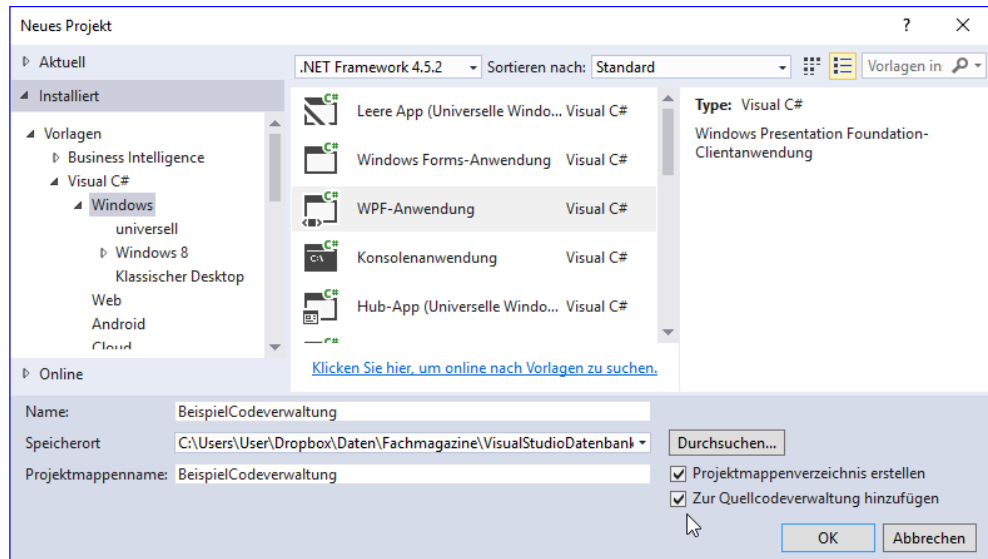 Neues Projekt
?
Aktuell
.NET Framework 4.5.2
Sortieren nach: Standard
Vorlagen in
Installiert
Vorlagen
Business Intelligence
Visual C#
Windows
universell
Windows 8
Klassischer Desktop
Web
Android
Cloud
Online
Leere App (Universelle Windo... Visual C#
Windows Forms-Anwendung Visual C#
WPF-Anwendung Visual C#
Konsolenanwendung Visual C#
Hub-App (Universelle Windo... Visual C#
Klicken Sie hier, um online nach Vorlagen zu suchen.
Type: Visual C#
Windows Presentation Foundation-
Clientanwendung
Name: BeispielCodeverwaltung
Speicherort C:\Users\User\Dropbox\Daten\Fachmagazine\VisualStudioDatenbank
Durchsuchen...
Projektmappenname: BeispielCodeverwaltung
Projektmappenverzeichnis erstellen
Zur Quellcodeverwaltung hinzufügen
OK
Abbrechen